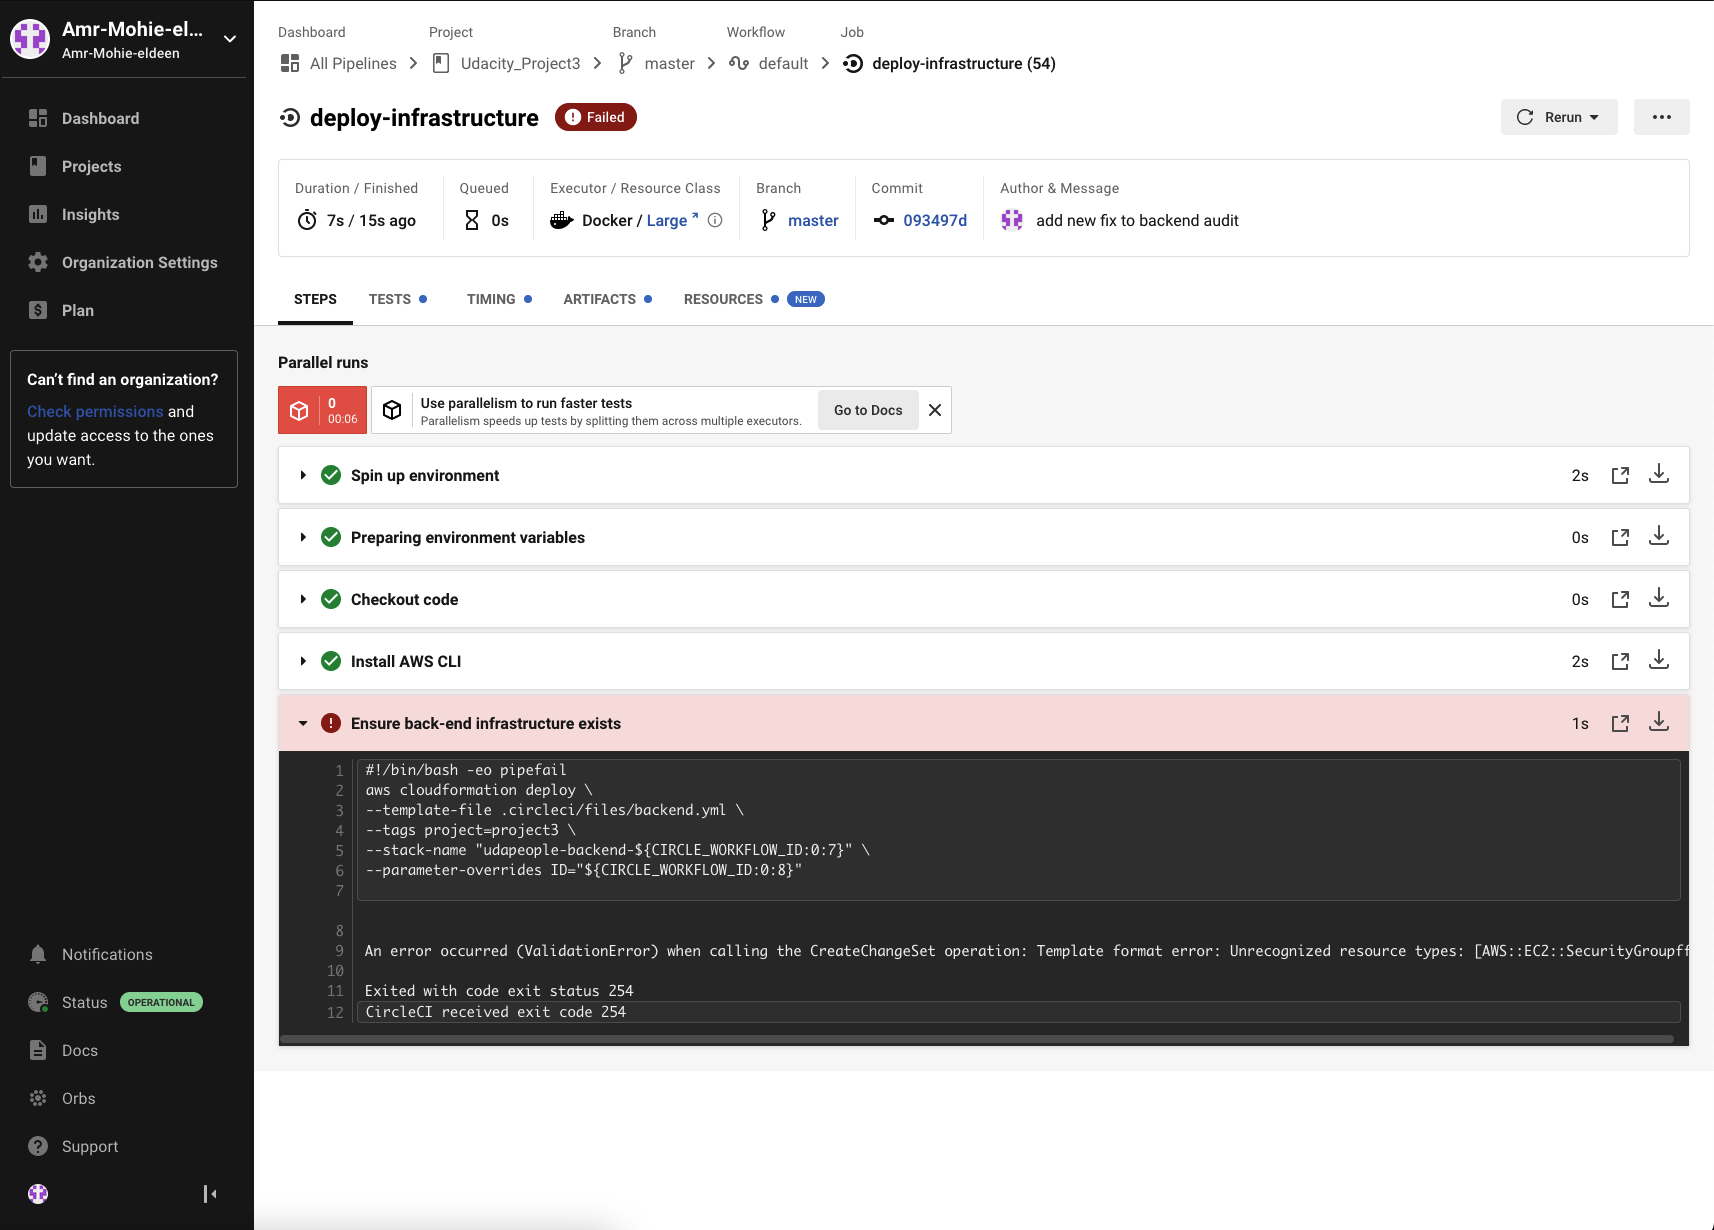 Amr-Mohie-el...
Amr-Mohie-eldeen
Dashboard
Projects
Insights
Organization Settings
Plan
Can't find an organization?
Check permissions and
update access to the ones
you want.
Notifications
Status OPERATIONAL
Docs
Orbs
Support
Dashboard Project Branch Workflow Job
All Pipelines Udacity_Project3 master default deploy-infrastructure (54)
deploy-infrastructure Failed
Rerun
Duration / Finished Queued Executor / Resource Class Branch Commit Author & Message
7s / 15s ago 0s Docker / Large master 093497d add new fix to backend audit
STEPS TESTS TIMING ARTIFACTS RESOURCES NEW
Parallel runs
0
00:06
Use parallelism to run faster tests
Parallelism speeds up tests by splitting them across multiple executors.
Go to Docs
Spin up environment 2s
Preparing environment variables 0s
Checkout code 0s
Install AWS CLI 2s
Ensure back-end infrastructure exists 1s
1 #!/bin/bash -eo pipefail
2 aws cloudformation deploy \
3 --template-file .circleci/files/backend.yml \
4 --tags project=project3 \
5 --stack-name "udapeople-backend-${CIRCLE_WORKFLOW_ID:0:7}" \
6 --parameter-overrides ID="${CIRCLE_WORKFLOW_ID:0:8}"
7
8
9 An error occurred (ValidationError) when calling the CreateChangeSet operation: Template format error: Unrecognized resource types: [AWS::EC2::SecurityGroupff
10
11 Exited with code exit status 254
12 CircleCI received exit code 254